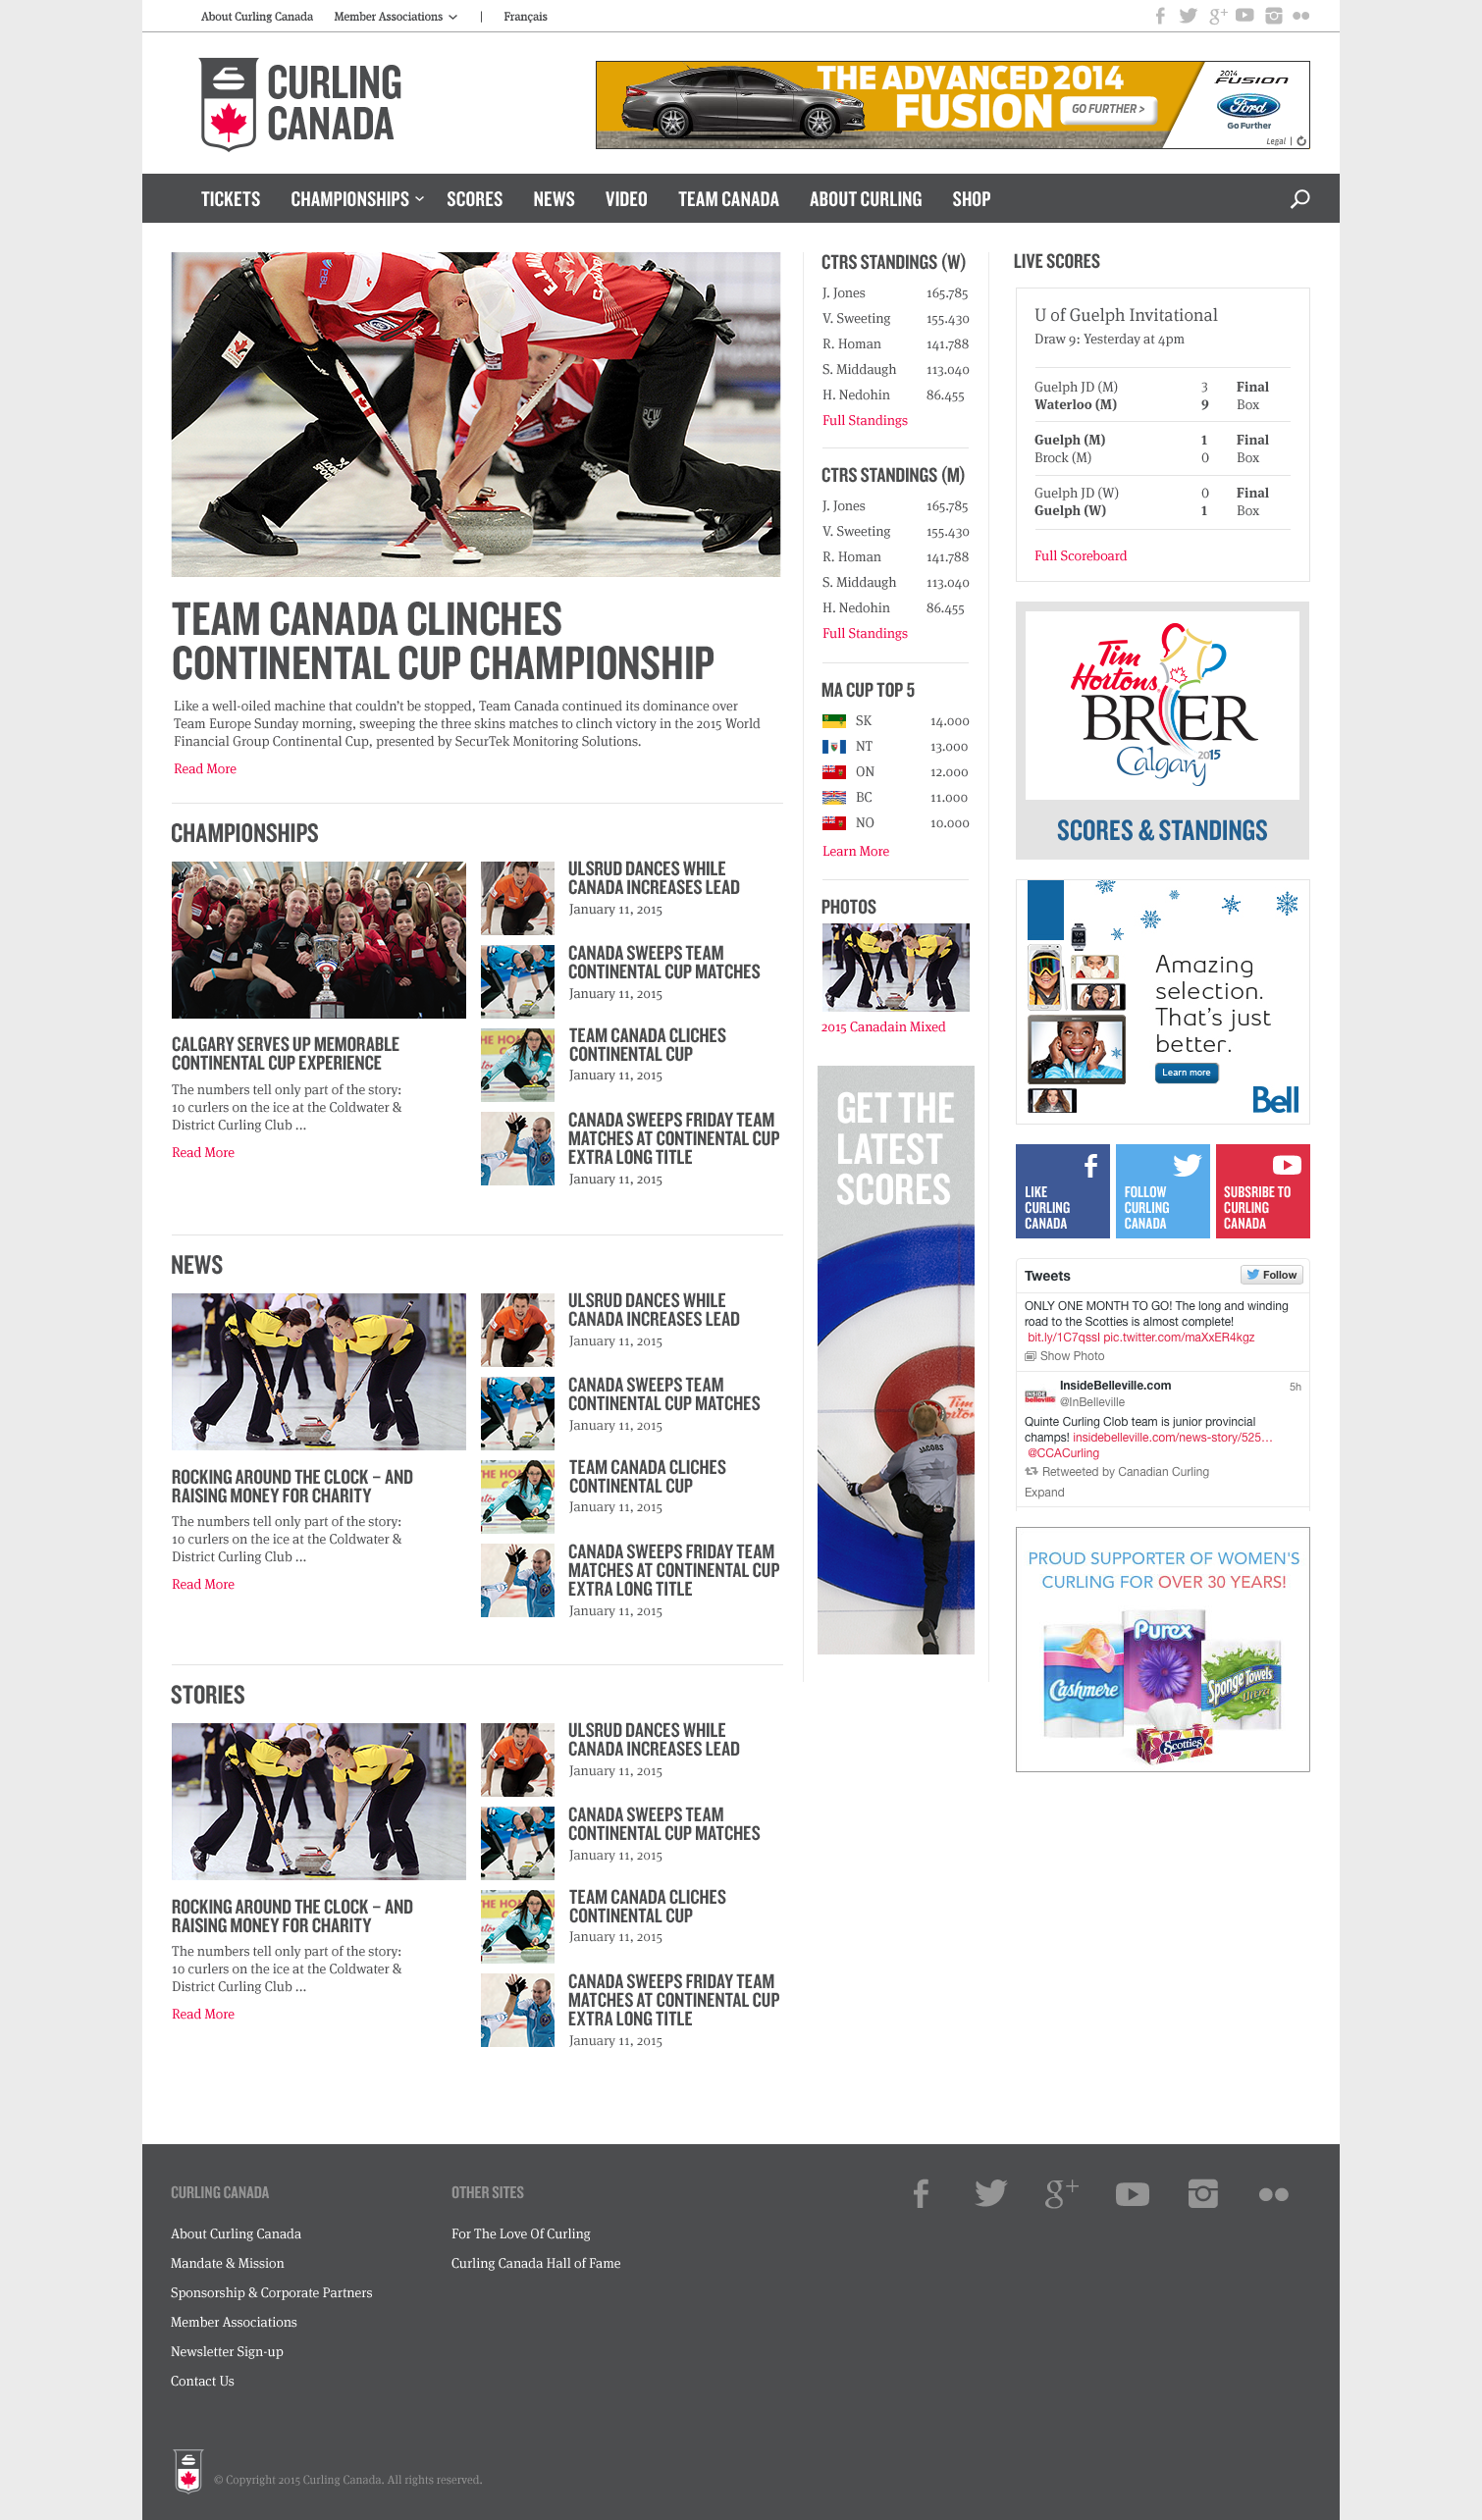 About Curling Canada Member Associations | Français
CURLING
CANADA
THE ADVANCED 2014
FUSION
GO FURTHER >
2014
FUSION
Ford
Go Further
Legal |
TICKETS CHAMPIONSHIPS SCORES NEWS VIDEO TEAM CANADA ABOUT CURLING SHOP
TEAM CANADA CLINCHES
CONTINENTAL CUP CHAMPIONSHIP
Like a well-oiled machine that couldn't be stopped, Team Canada continued its dominance over
Team Europe Sunday morning, sweeping the three skins matches to clinch victory in the 2015 World
Financial Group Continental Cup, presented by SecurTek Monitoring Solutions.
Read More
CHAMPIONSHIPS
CALGARY SERVES UP MEMORABLE
CONTINENTAL CUP EXPERIENCE
The numbers tell only part of the story:
10 curlers on the ice at the Coldwater &
District Curling Club ...
Read More
ULSRUD DANCES WHILE
CANADA INCREASES LEAD
January 11, 2015
CANADA SWEEPS TEAM
CONTINENTAL CUP MATCHES
January 11, 2015
TEAM CANADA CLICHES
CONTINENTAL CUP
January 11, 2015
CANADA SWEEPS FRIDAY TEAM
MATCHES AT CONTINENTAL CUP
EXTRA LONG TITLE
January 11, 2015
NEWS
ROCKING AROUND THE CLOCK – AND
RAISING MONEY FOR CHARITY
The numbers tell only part of the story:
10 curlers on the ice at the Coldwater &
District Curling Club ...
Read More
ULSRUD DANCES WHILE
CANADA INCREASES LEAD
January 11, 2015
CANADA SWEEPS TEAM
CONTINENTAL CUP MATCHES
January 11, 2015
TEAM CANADA CLICHES
CONTINENTAL CUP
January 11, 2015
CANADA SWEEPS FRIDAY TEAM
MATCHES AT CONTINENTAL CUP
EXTRA LONG TITLE
January 11, 2015
STORIES
ROCKING AROUND THE CLOCK – AND
RAISING MONEY FOR CHARITY
The numbers tell only part of the story:
10 curlers on the ice at the Coldwater &
District Curling Club ...
Read More
ULSRUD DANCES WHILE
CANADA INCREASES LEAD
January 11, 2015
CANADA SWEEPS TEAM
CONTINENTAL CUP MATCHES
January 11, 2015
TEAM CANADA CLICHES
CONTINENTAL CUP
January 11, 2015
CANADA SWEEPS FRIDAY TEAM
MATCHES AT CONTINENTAL CUP
EXTRA LONG TITLE
January 11, 2015
CTRS STANDINGS (W)
J. Jones 165.785
V. Sweeting 155.430
R. Homan 141.788
S. Middaugh 113.040
H. Nedohin 86.455
Full Standings
CTRS STANDINGS (M)
J. Jones 165.785
V. Sweeting 155.430
R. Homan 141.788
S. Middaugh 113.040
H. Nedohin 86.455
Full Standings
MA CUP TOP 5
SK 14.000
NT 13.000
ON 12.000
BC 11.000
NO 10.000
Learn More
PHOTOS
2015 Canadain Mixed
GET THE
LATEST
SCORES
Tim
JACOBS
LIVE SCORES
U of Guelph Invitational
Draw 9: Yesterday at 4pm
Guelph JD (M) 3 Final
Waterloo (M) 9 Box
Guelph (M) 1 Final
Brock (M) 0 Box
Guelph JD (W) 0 Final
Guelph (W) 1 Box
Full Scoreboard
Tim
Hortons
BRIER
2015
Calgary
SCORES & STANDINGS
Amazing
selection.
That's just
better.
Learn more
Bell
LIKE
CURLING
CANADA
FOLLOW
CURLING
CANADA
SUBSRIBE TO
CURLING
CANADA
Tweets Follow
ONLY ONE MONTH TO GO! The long and winding
road to the Scotties is almost complete!
bit.ly/1C7qssI pic.twitter.com/maXxER4kgz
Show Photo
InsideBelleville.com 5h
@InBelleville
Quinte Curling Clob team is junior provincial
champs! insidebelleville.com/news-story/525…
@CCACurling
Retweeted by Canadian Curling
Expand
PROUD SUPPORTER OF WOMEN'S
CURLING FOR OVER 30 YEARS!
Purex
Cashmere
Sponge Towels
Ultra
Scotties
CURLING CANADA
About Curling Canada
Mandate & Mission
Sponsorship & Corporate Partners
Member Associations
Newsletter Sign-up
Contact Us
OTHER SITES
For The Love Of Curling
Curling Canada Hall of Fame
© Copyright 2015 Curling Canada. All rights reserved.